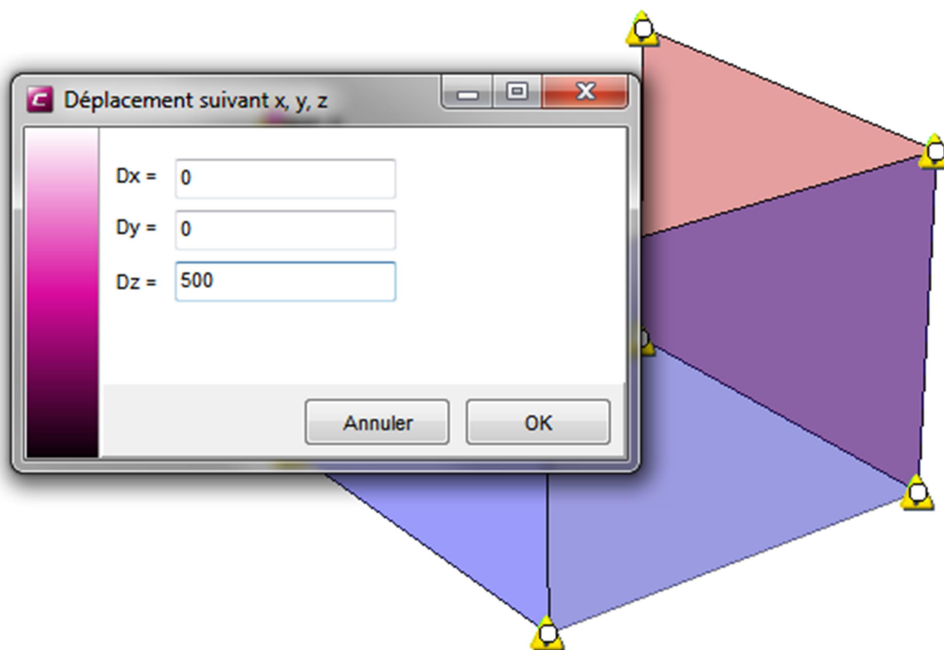 Déplacement suivant x, y, z
Dx = 0
Dy = 0
Dz = 500
Annuler OK